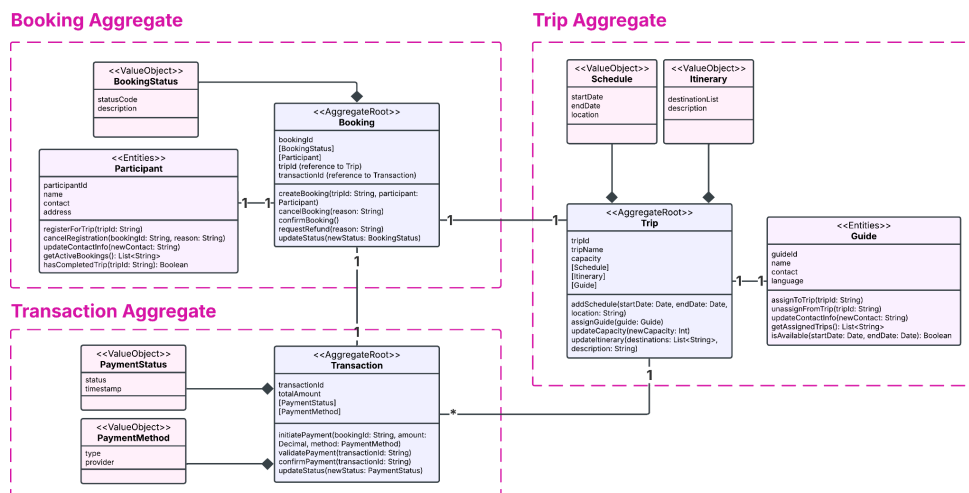 Booking Aggregate
<<ValueObject>>
BookingStatus
statusCode
description
<<AggregateRoot>>
Booking
bookingId
[BookingStatus]
[Participant]
tripId (reference to Trip)
transactionId (reference to Transaction)
createBooking(tripId: String, participant:
Participant)
cancelBooking(reason: String)
confirmBooking()
requestRefund(reason: String)
updateStatus(newStatus: BookingStatus)
<<Entities>>
Participant
participantId
name
contact
address
registerForTrip(tripId: String)
cancelRegistration(bookingId: String, reason: String)
updateContactInfo(newContact: String)
getActiveBookings(): List<String>
hasCompletedTrip(tripId: String): Boolean
1
1
1
1
1
1
Transaction Aggregate
<<ValueObject>>
PaymentStatus
status
timestamp
<<ValueObject>>
PaymentMethod
type
provider
<<AggregateRoot>>
Transaction
transactionId
totalAmount
[PaymentStatus]
[PaymentMethod]
initiatePayment(bookingId: String, amount:
Decimal, method: PaymentMethod)
validatePayment(transactionId: String)
confirmPayment(transactionId: String)
updateStatus(newStatus: PaymentStatus)
*
1
Trip Aggregate
<<ValueObject>>
Schedule
startDate
endDate
location
<<ValueObject>>
Itinerary
destinationList
description
<<AggregateRoot>>
Trip
tripId
tripName
capacity
[Schedule]
[Itinerary]
[Guide]
addSchedule(startDate: Date, endDate: Date,
location: String)
assignGuide(guide: Guide)
updateCapacity(newCapacity: Int)
updateItinerary(destinations: List<String>,
description: String)
1
1
<<Entities>>
Guide
guideId
name
contact
language
assignToTrip(tripId: String)
unassignFromTrip(tripId: String)
updateContactInfo(newContact: String)
getAssignedTrips(): List<String>
isAvailable(startDate: Date, endDate: Date): Boolean